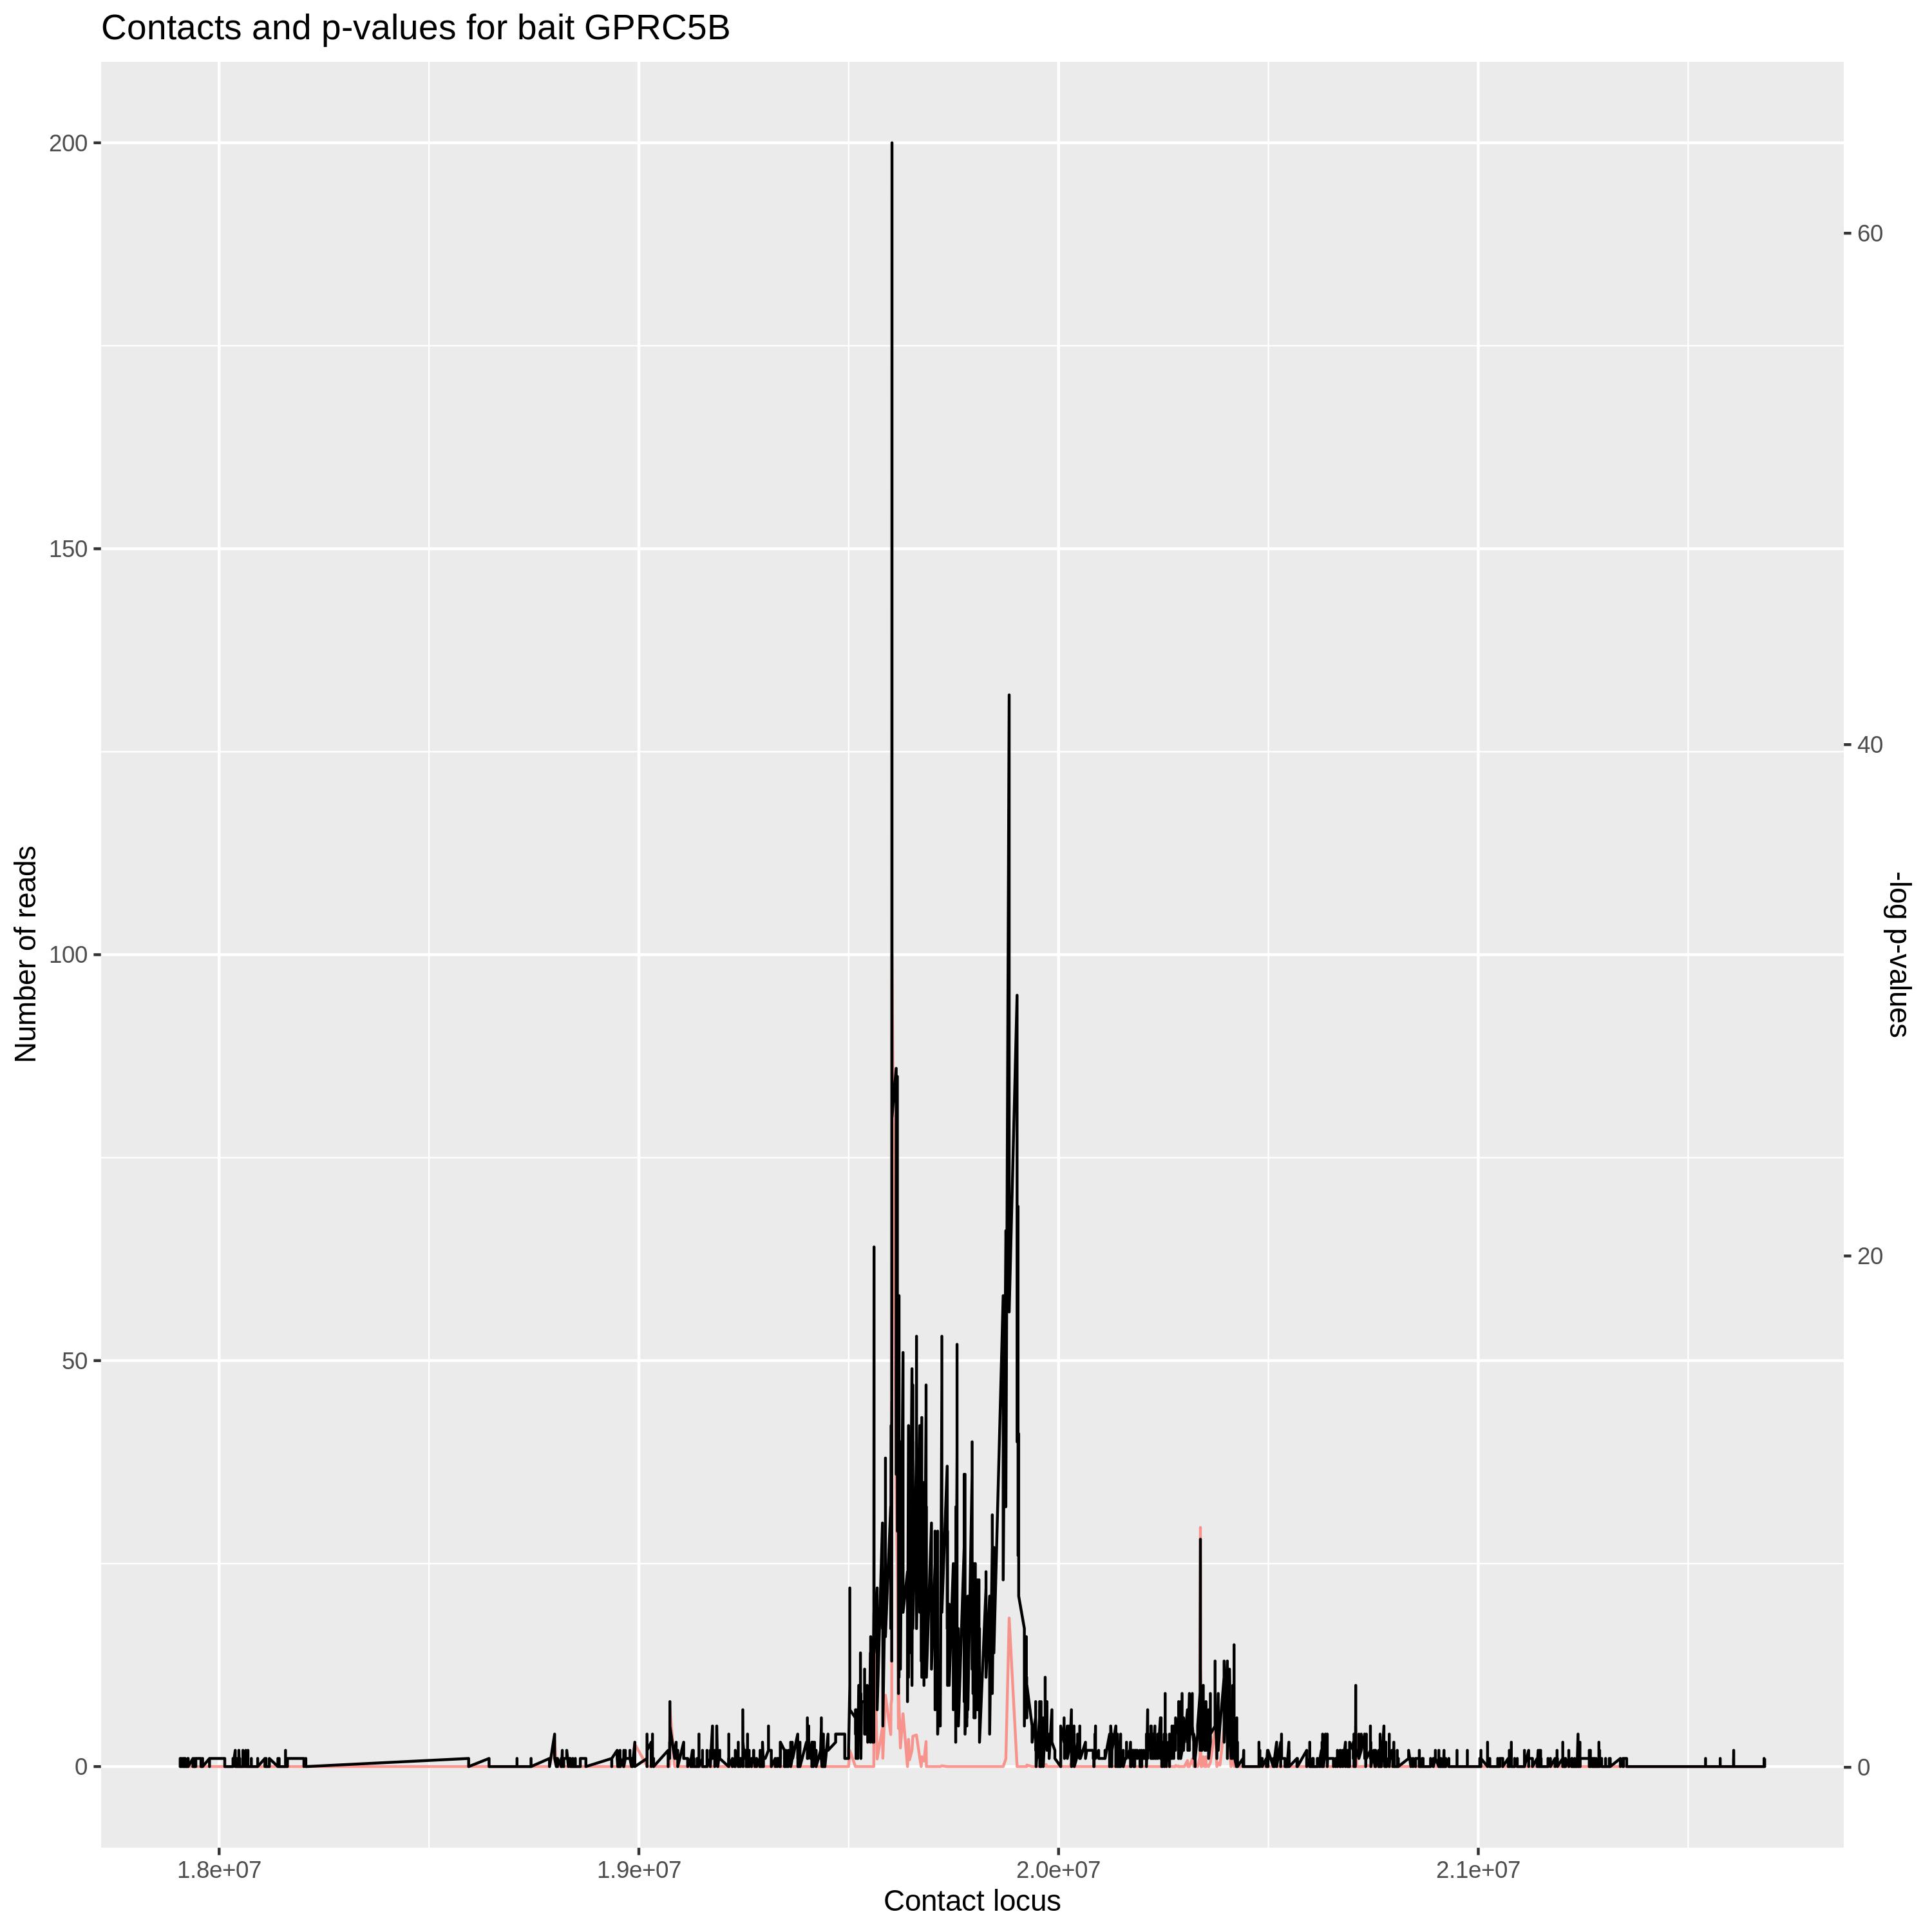 Contacts and p-values for bait GPRC5B
200
150
100
50
0
60
40
20
0
Number of reads
-log p-values
1.8e+07
1.9e+07
2.0e+07
2.1e+07
Contact locus